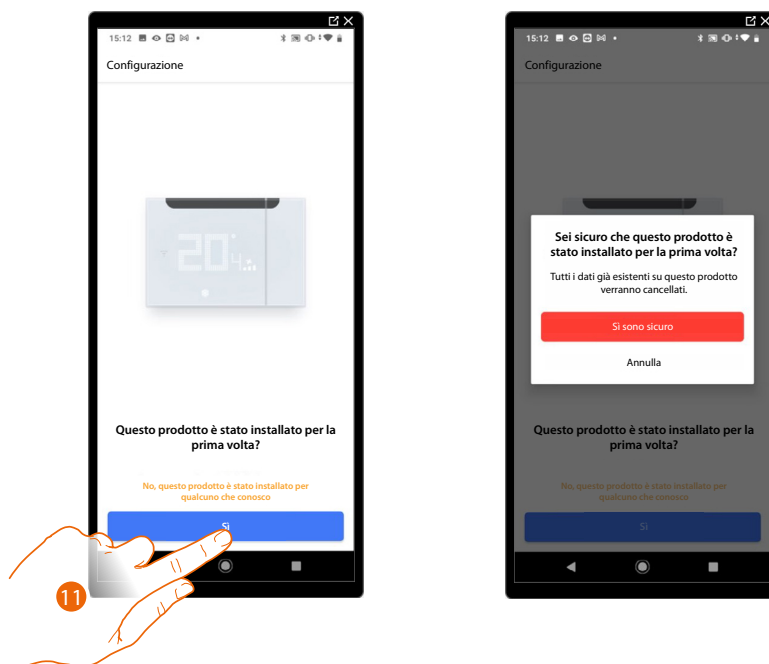 15:12
Configurazione
20
Questo prodotto è stato installato per la
prima volta?
No, questo prodotto è stato installato per
qualcuno che conosco
Sì
11
15:12
Configurazione
Sei sicuro che questo prodotto è
stato installato per la prima volta?
Tutti i dati già esistenti su questo prodotto
verranno cancellati.
Sì sono sicuro
Annulla
Questo prodotto è stato installato per la
prima volta?
No, questo prodotto è stato installato per
qualcuno che conosco
Sì